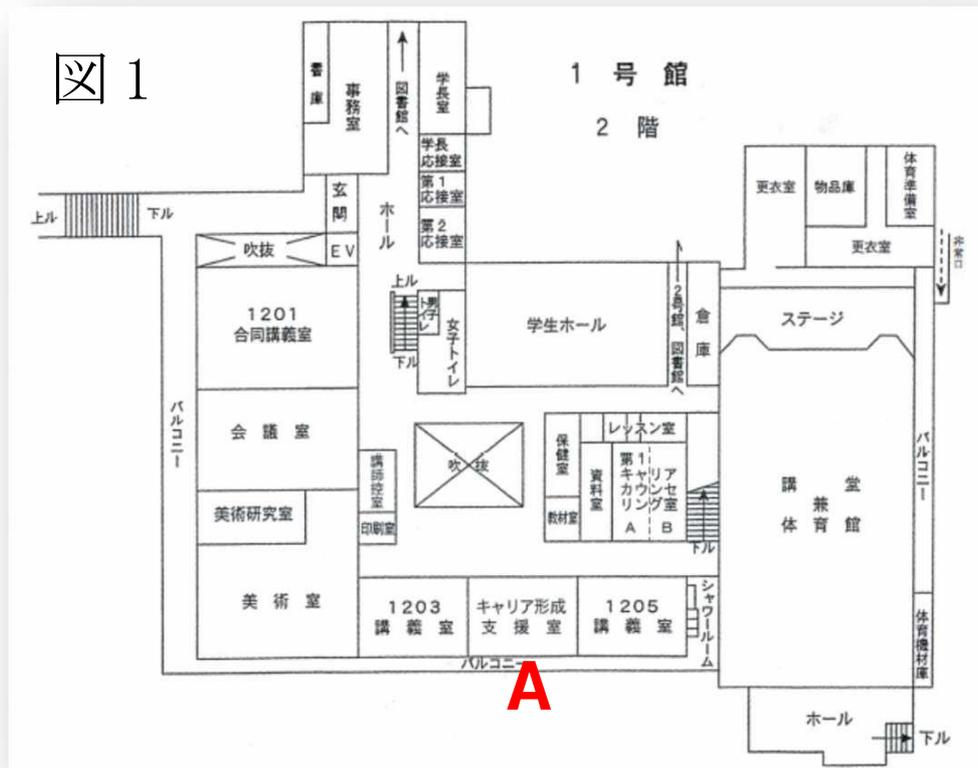 図1
1号館
2階
書庫
事務室
図書館へ
学長室
学長
応接室
第1
応接室
第2
応接室
玄関
ホール
上ル
下ル
吹抜
EV
更衣室
物品庫
体育準備室
更衣室
非常口
1201
合同講義室
上ル
下ル
男子トイレ
女子トイレ
学生ホール
2号館、図書館へ
倉庫
ステージ
バルコニー
会議室
講師控室
印刷室
吹抜
保健室
教材室
資料室
レッスン室
第1キャリア
カウンセリング室
A
B
下ル
講堂
兼
体育館
バルコニー
美術研究室
美術室
1203
講義室
キャリア形成
支援室
1205
講義室
シャワールーム
体育機材庫
バルコニー
A
ホール
下ル